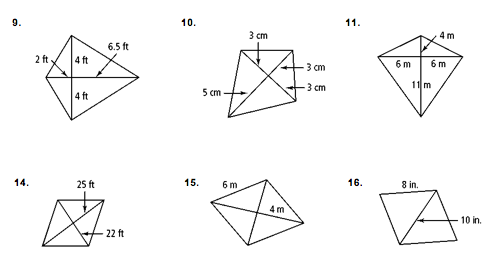 9.
10.
11.
2 ft
4 ft
6.5 ft
4 ft
3 cm
3 cm
3 cm
5 cm
4 m
6 m
6 m
11 m
14.
15.
16.
25 ft
22 ft
6 m
4 m
8 in.
10 in.